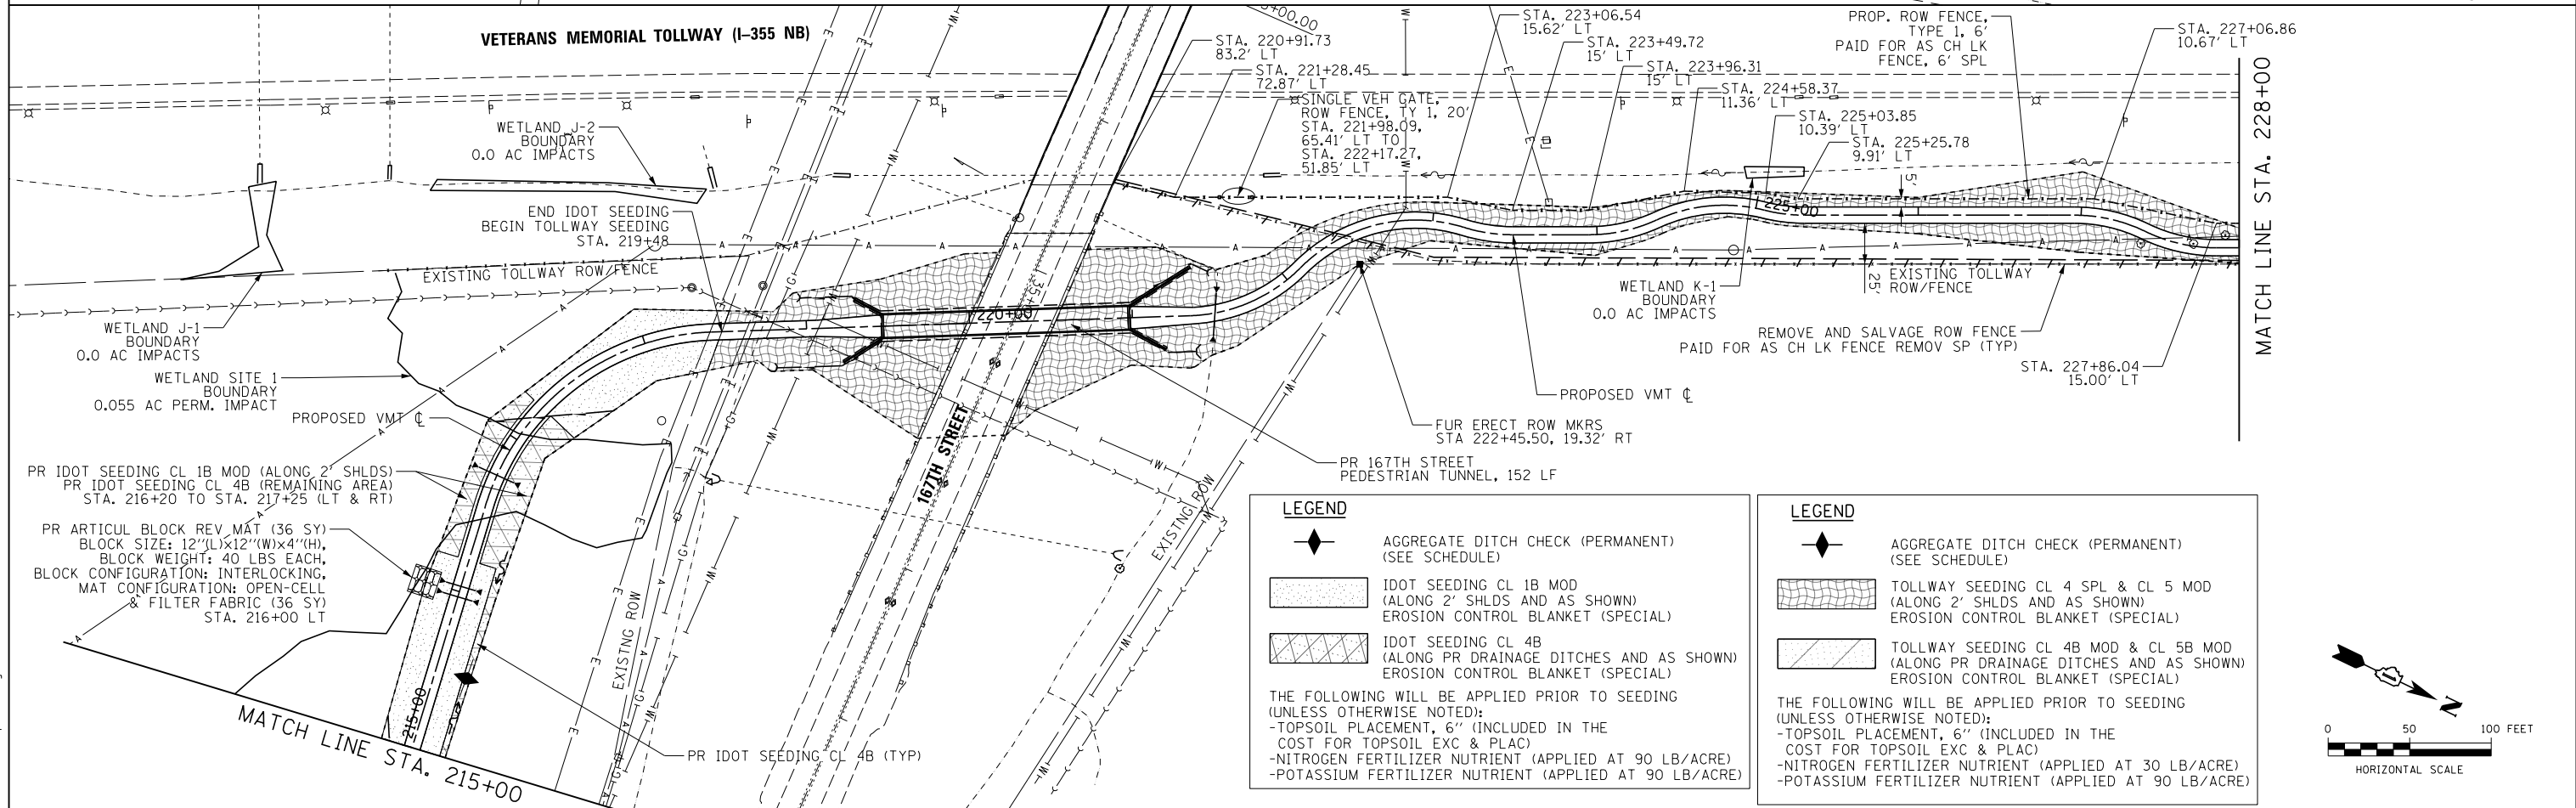 VETERANS MEMORIAL TOLLWAY (I-355 NB)
WETLAND J-2
BOUNDARY
0.0 AC IMPACTS
END IDOT SEEDING
BEGIN TOLLWAY SEEDING
STA. 219+48
EXISTING TOLLWAY ROW/FENCE
WETLAND J-1
BOUNDARY
0.0 AC IMPACTS
WETLAND SITE 1
BOUNDARY
0.055 AC PERM. IMPACT
PROPOSED VMT ℄
PR IDOT SEEDING CL 1B MOD (ALONG 2' SHLDS)
PR IDOT SEEDING CL 4B (REMAINING AREA)
STA. 216+20 TO STA. 217+25 (LT & RT)
PR ARTICUL BLOCK REV MAT (36 SY)
BLOCK SIZE: 12"(L)x12"(W)x4"(H),
BLOCK WEIGHT: 40 LBS EACH,
BLOCK CONFIGURATION: INTERLOCKING,
MAT CONFIGURATION: OPEN-CELL
& FILTER FABRIC (36 SY)
STA. 216+00 LT
215+00
MATCH LINE STA. 215+00
PR IDOT SEEDING CL 4B (TYP)
EXISTNG ROW
167TH STREET
220+00
STA. 220+91.73
83.2' LT
STA. 221+28.45
72.87' LT
SINGLE VEH GATE,
ROW FENCE, TY 1, 20'
STA. 221+98.09,
65.41' LT TO
STA. 222+17.27,
51.85' LT
STA. 223+06.54
15.62' LT
STA. 223+49.72
15' LT
STA. 223+96.31
15' LT
STA. 224+58.37
11.36' LT
STA. 225+03.85
10.39' LT
STA. 225+25.78
9.91' LT
PROP. ROW FENCE,
TYPE 1, 6'
PAID FOR AS CH LK
FENCE, 6' SPL
STA. 227+06.86
10.67' LT
MATCH LINE STA. 228+00
225+00
5'
25'
EXISTING TOLLWAY
ROW/FENCE
WETLAND K-1
BOUNDARY
0.0 AC IMPACTS
REMOVE AND SALVAGE ROW FENCE
PAID FOR AS CH LK FENCE REMOV SP (TYP)
STA. 227+86.04
15.00' LT
PROPOSED VMT ℄
FUR ERECT ROW MKRS
STA 222+45.50, 19.32' RT
PR 167TH STREET
PEDESTRIAN TUNNEL, 152 LF
EXISTNG ROW
LEGEND
AGGREGATE DITCH CHECK (PERMANENT)
(SEE SCHEDULE)
IDOT SEEDING CL 1B MOD
(ALONG 2' SHLDS AND AS SHOWN)
EROSION CONTROL BLANKET (SPECIAL)
IDOT SEEDING CL 4B
(ALONG PR DRAINAGE DITCHES AND AS SHOWN)
EROSION CONTROL BLANKET (SPECIAL)
THE FOLLOWING WILL BE APPLIED PRIOR TO SEEDING
(UNLESS OTHERWISE NOTED):
-TOPSOIL PLACEMENT, 6" (INCLUDED IN THE
COST FOR TOPSOIL EXC & PLAC)
-NITROGEN FERTILIZER NUTRIENT (APPLIED AT 90 LB/ACRE)
-POTASSIUM FERTILIZER NUTRIENT (APPLIED AT 90 LB/ACRE)
LEGEND
AGGREGATE DITCH CHECK (PERMANENT)
(SEE SCHEDULE)
TOLLWAY SEEDING CL 4 SPL & CL 5 MOD
(ALONG 2' SHLDS AND AS SHOWN)
EROSION CONTROL BLANKET (SPECIAL)
TOLLWAY SEEDING CL 4B MOD & CL 5B MOD
(ALONG PR DRAINAGE DITCHES AND AS SHOWN)
EROSION CONTROL BLANKET (SPECIAL)
THE FOLLOWING WILL BE APPLIED PRIOR TO SEEDING
(UNLESS OTHERWISE NOTED):
-TOPSOIL PLACEMENT, 6" (INCLUDED IN THE
COST FOR TOPSOIL EXC & PLAC)
-NITROGEN FERTILIZER NUTRIENT (APPLIED AT 30 LB/ACRE)
-POTASSIUM FERTILIZER NUTRIENT (APPLIED AT 90 LB/ACRE)
N
0 50 100 FEET
HORIZONTAL SCALE